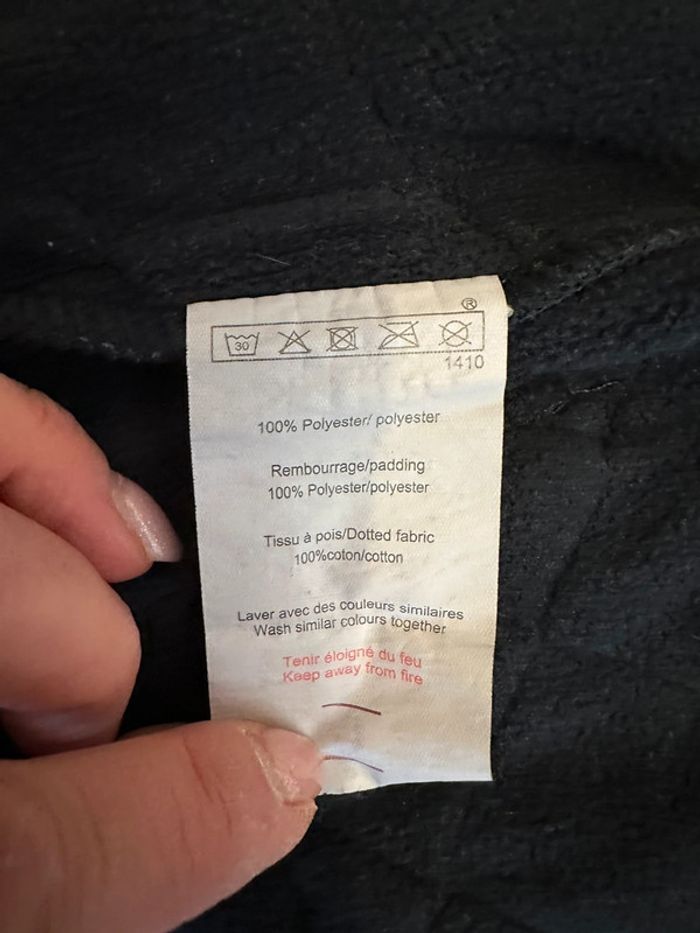 ®
30
1410
100% Polyester/ polyester
Rembourrage/padding
100% Polyester/polyester
Tissu à pois/Dotted fabric
100%coton/cotton
Laver avec des couleurs similaires
Wash similar colours together
Tenir éloigné du feu
Keep away from fire